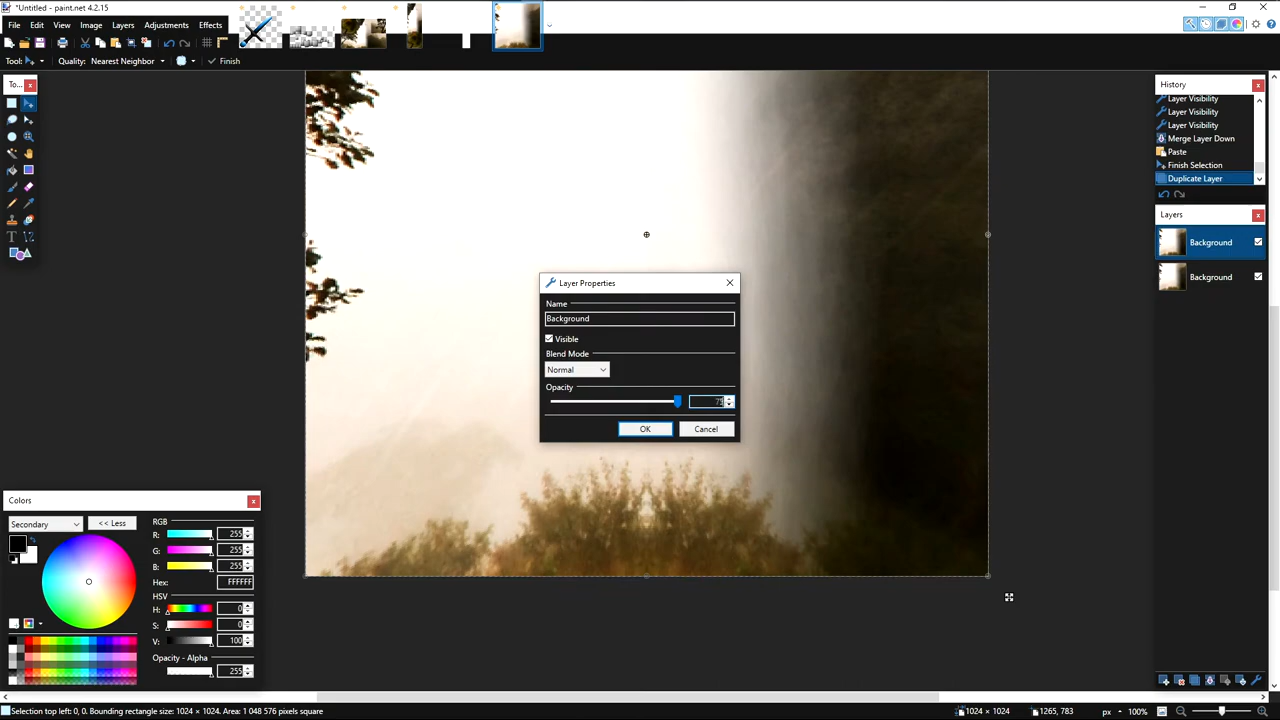 *Untitled - paint.net 4.2.15
File Edit View Image Layers Adjustments Effects
Tool: Quality: Nearest Neighbor Finish
To...
History
Layer Visibility
Layer Visibility
Layer Visibility
Merge Layer Down
Paste
Finish Selection
Duplicate Layer
Layers
Background
Background
Layer Properties
Name
Background
Visible
Blend Mode
Normal
Opacity
OK Cancel
Colors
Secondary << Less
RGB
R: 255
G: 255
B: 255
Hex: FFFFFF
HSV
H: 0
S: 0
V: 100
Opacity - Alpha
255
Selection top left: 0, 0. Bounding rectangle size: 1024 × 1024. Area: 1 048 576 pixels square
1024 × 1024 1265, 783 px 100%